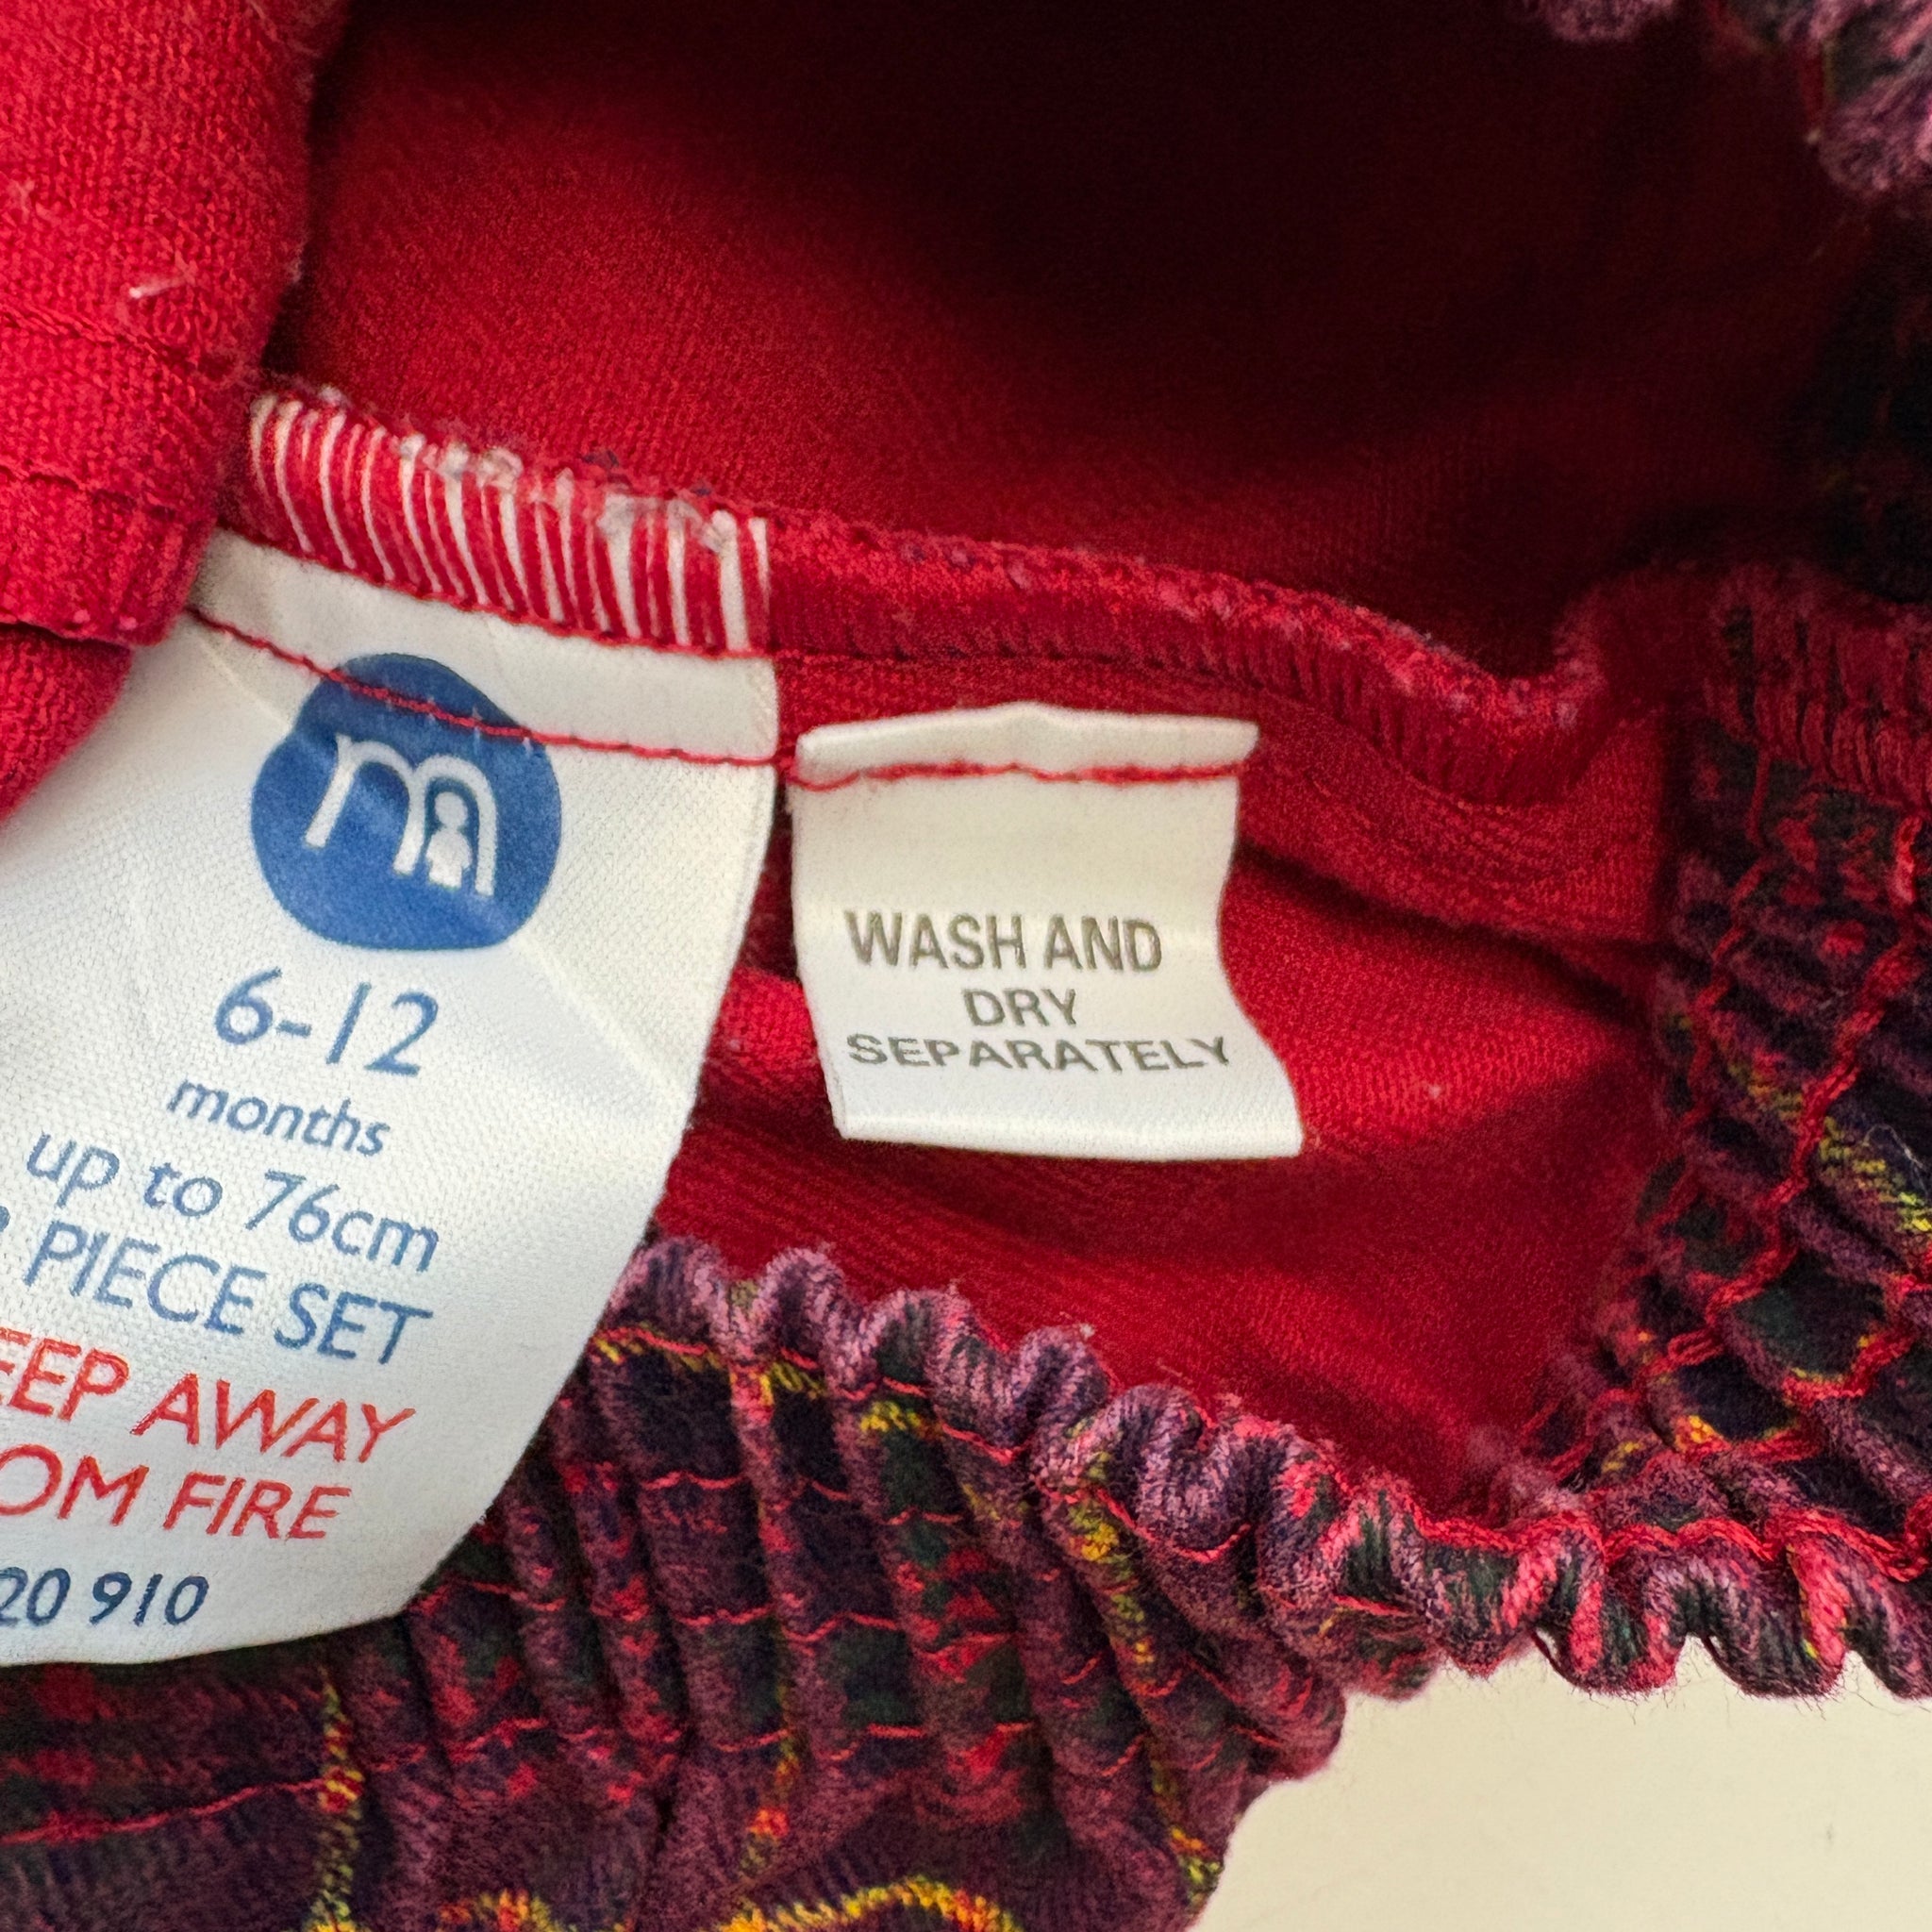 m
6-12
months
up to 76cm
PIECE SET
EEP AWAY
OM FIRE
20 910
WASH AND
DRY
SEPARATELY